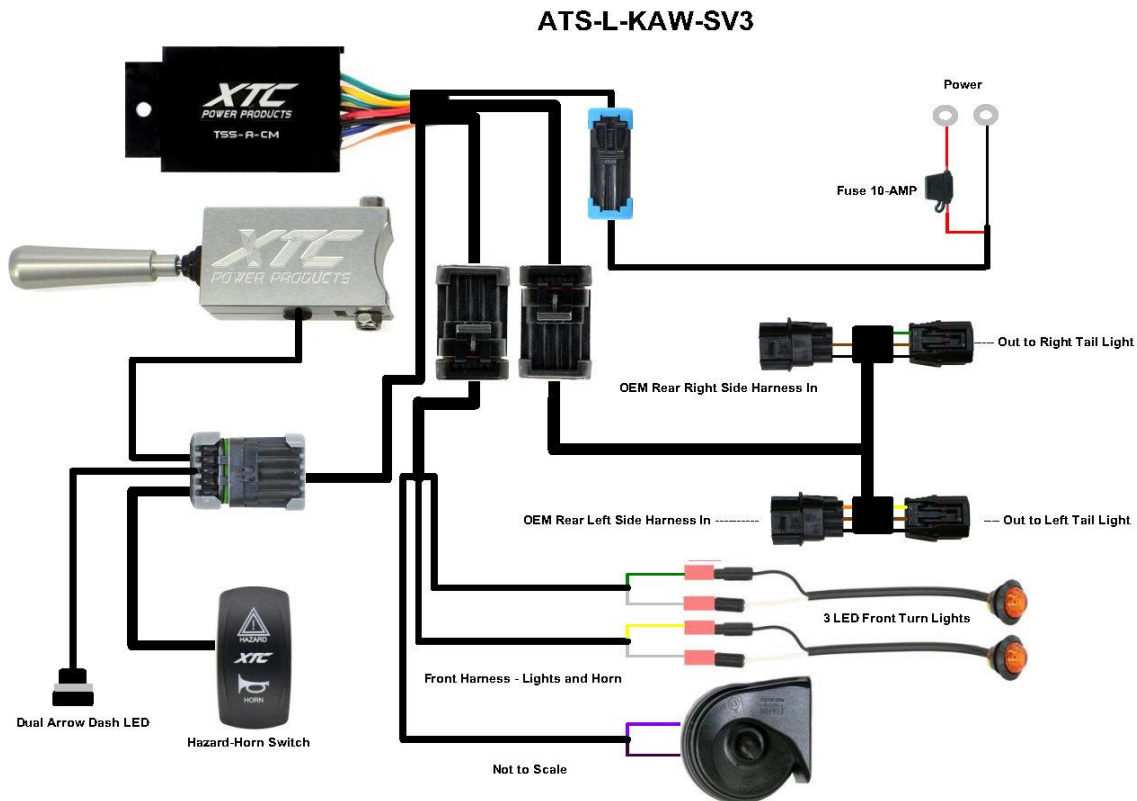 ATS-L-KAW-SV3
XTC
POWER PRODUCTS
TSS-A-CM
Power
Fuse 10-AMP
XTC
POWER PRODUCTS
Out to Right Tail Light
OEM Rear Right Side Harness In
OEM Rear Left Side Harness In
Out to Left Tail Light
3 LED Front Turn Lights
HAZARD
XTC
HORN
Front Harness - Lights and Horn
Dual Arrow Dash LED
Hazard-Horn Switch
Not to Scale